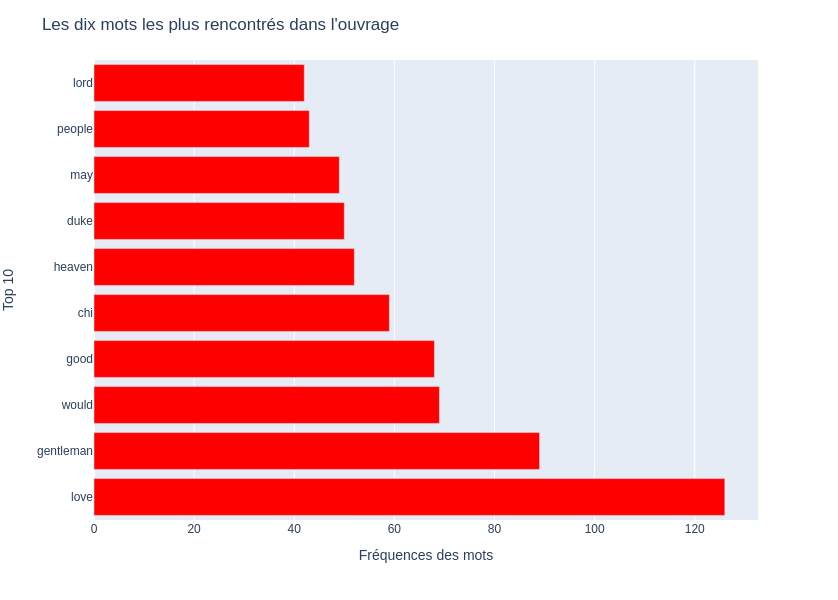 Les dix mots les plus rencontrés dans l'ouvrage
lord
people
may
duke
heaven
chi
good
would
gentleman
love
Top 10
0 20 40 60 80 100 120
Fréquences des mots